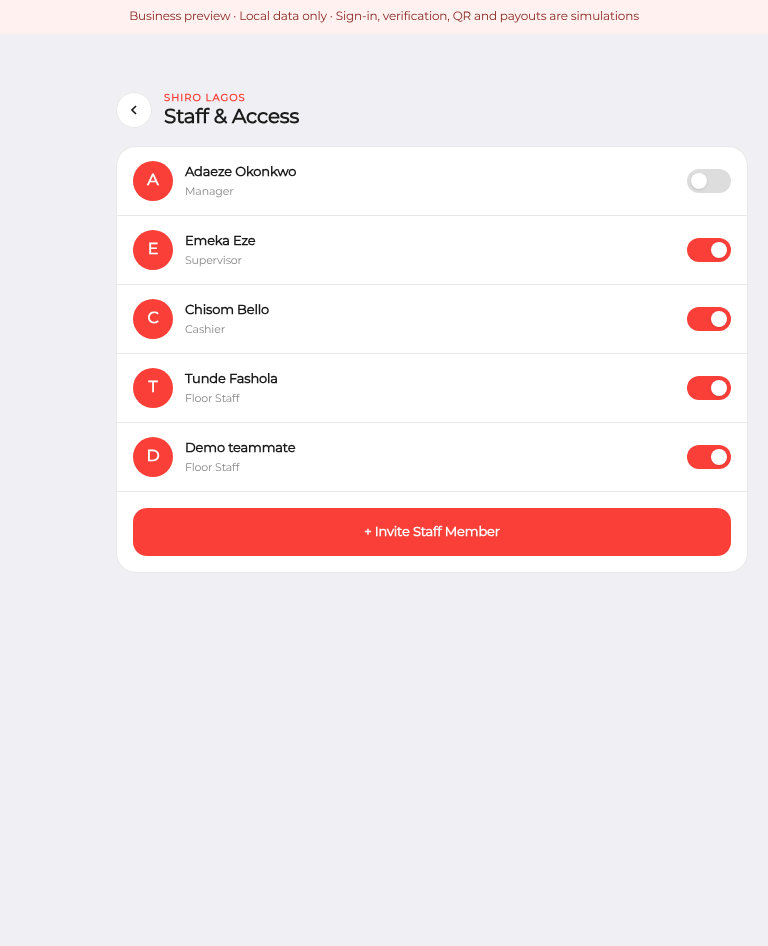 Business preview · Local data only · Sign-in, verification, QR and payouts are simulations
SHIRO LAGOS
Staff & Access
A
Adaeze Okonkwo
Manager
E
Emeka Eze
Supervisor
C
Chisom Bello
Cashier
T
Tunde Fashola
Floor Staff
D
Demo teammate
Floor Staff
+ Invite Staff Member